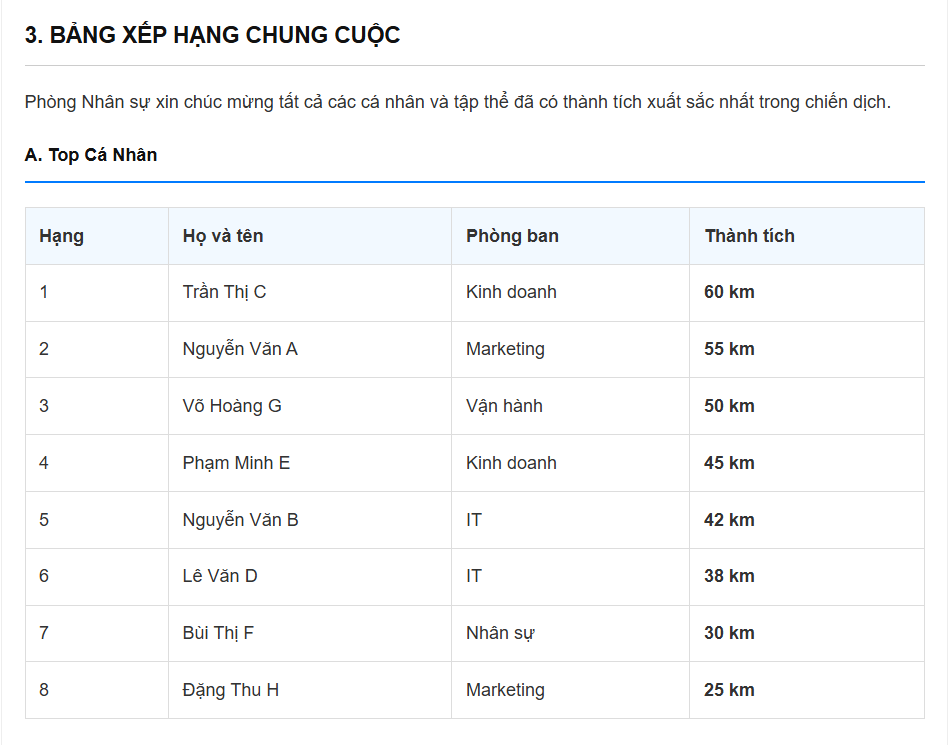 3. BẢNG XẾP HẠNG CHUNG CUỘC
Phòng Nhân sự xin chúc mừng tất cả các cá nhân và tập thể đã có thành tích xuất sắc nhất trong chiến dịch.
A. Top Cá Nhân
Hạng Họ và tên Phòng ban Thành tích
1 Trần Thị C Kinh doanh 60 km
2 Nguyễn Văn A Marketing 55 km
3 Võ Hoàng G Vận hành 50 km
4 Phạm Minh E Kinh doanh 45 km
5 Nguyễn Văn B IT 42 km
6 Lê Văn D IT 38 km
7 Bùi Thị F Nhân sự 30 km
8 Đặng Thu H Marketing 25 km